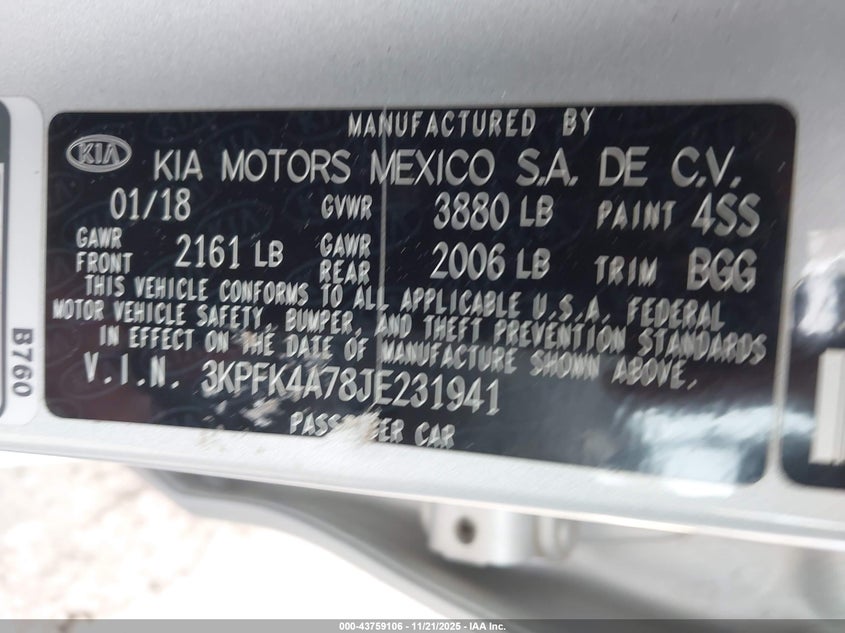 MANUFACTURED BY
KIA KIA MOTORS MEXICO S.A. DE C.V.
01/18 GVWR 3880 LB PAINT 4SS
GAWR FRONT 2161 LB GAWR REAR 2006 LB TRIM BGG
THIS VEHICLE CONFORMS TO ALL APPLICABLE U.S.A. FEDERAL
MOTOR VEHICLE SAFETY, BUMPER, AND THEFT PREVENTION STANDARDS
IN EFFECT ON THE DATE OF MANUFACTURE SHOWN ABOVE.
V.I.N. 3KPFK4A78JE231941
CAR
B760
000-43759106 - 11/21/2025 - IAA Inc.